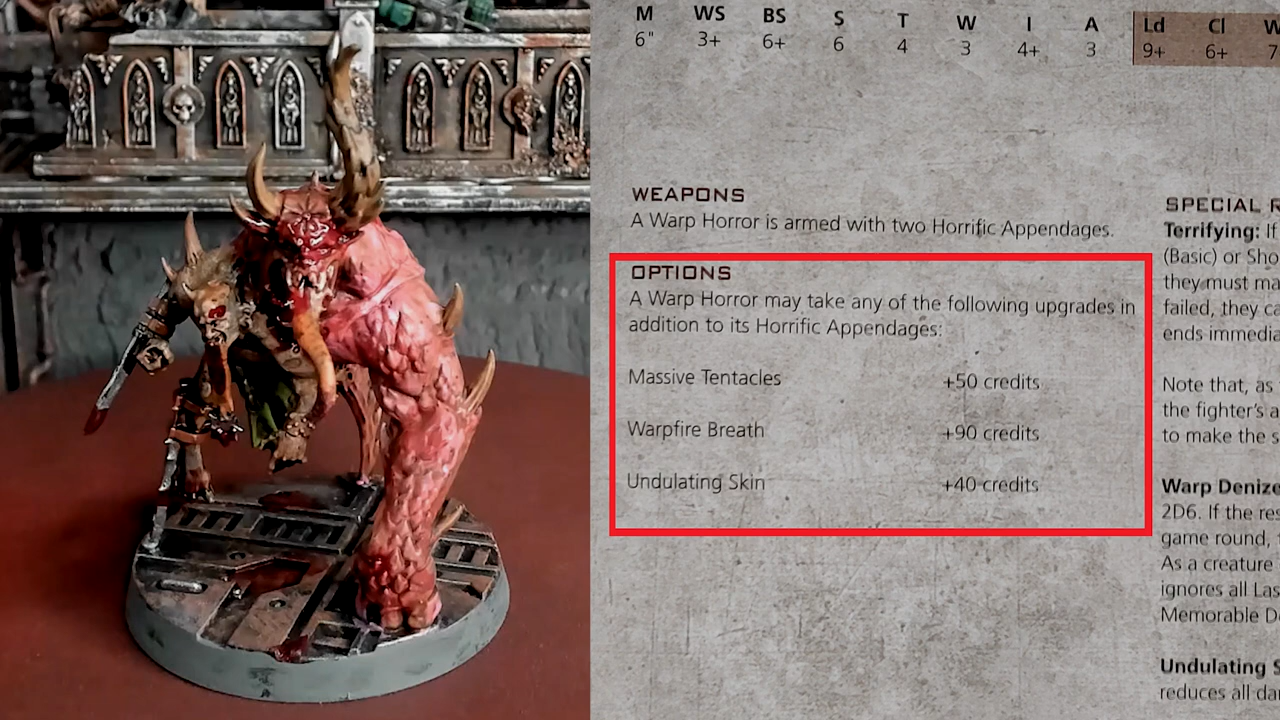 M WS BS S T W I A Ld Cl
6" 3+ 6+ 6 4 3 4+ 3 9+ 6+ 7
WEAPONS
A Warp Horror is armed with two Horrific Appendages.
OPTIONS
A Warp Horror may take any of the following upgrades in
addition to its Horrific Appendages:
Massive Tentacles +50 credits
Warpfire Breath +90 credits
Undulating Skin +40 credits
SPECIAL
Terrifying: If
(Basic) or Sho
they must ma
failed, they ca
ends immedia
Note that, as
the fighter's a
to make the s
Warp Denize
2D6. If the res
game round,
As a creature
ignores all Las
Memorable De
Undulating S
reduces all da